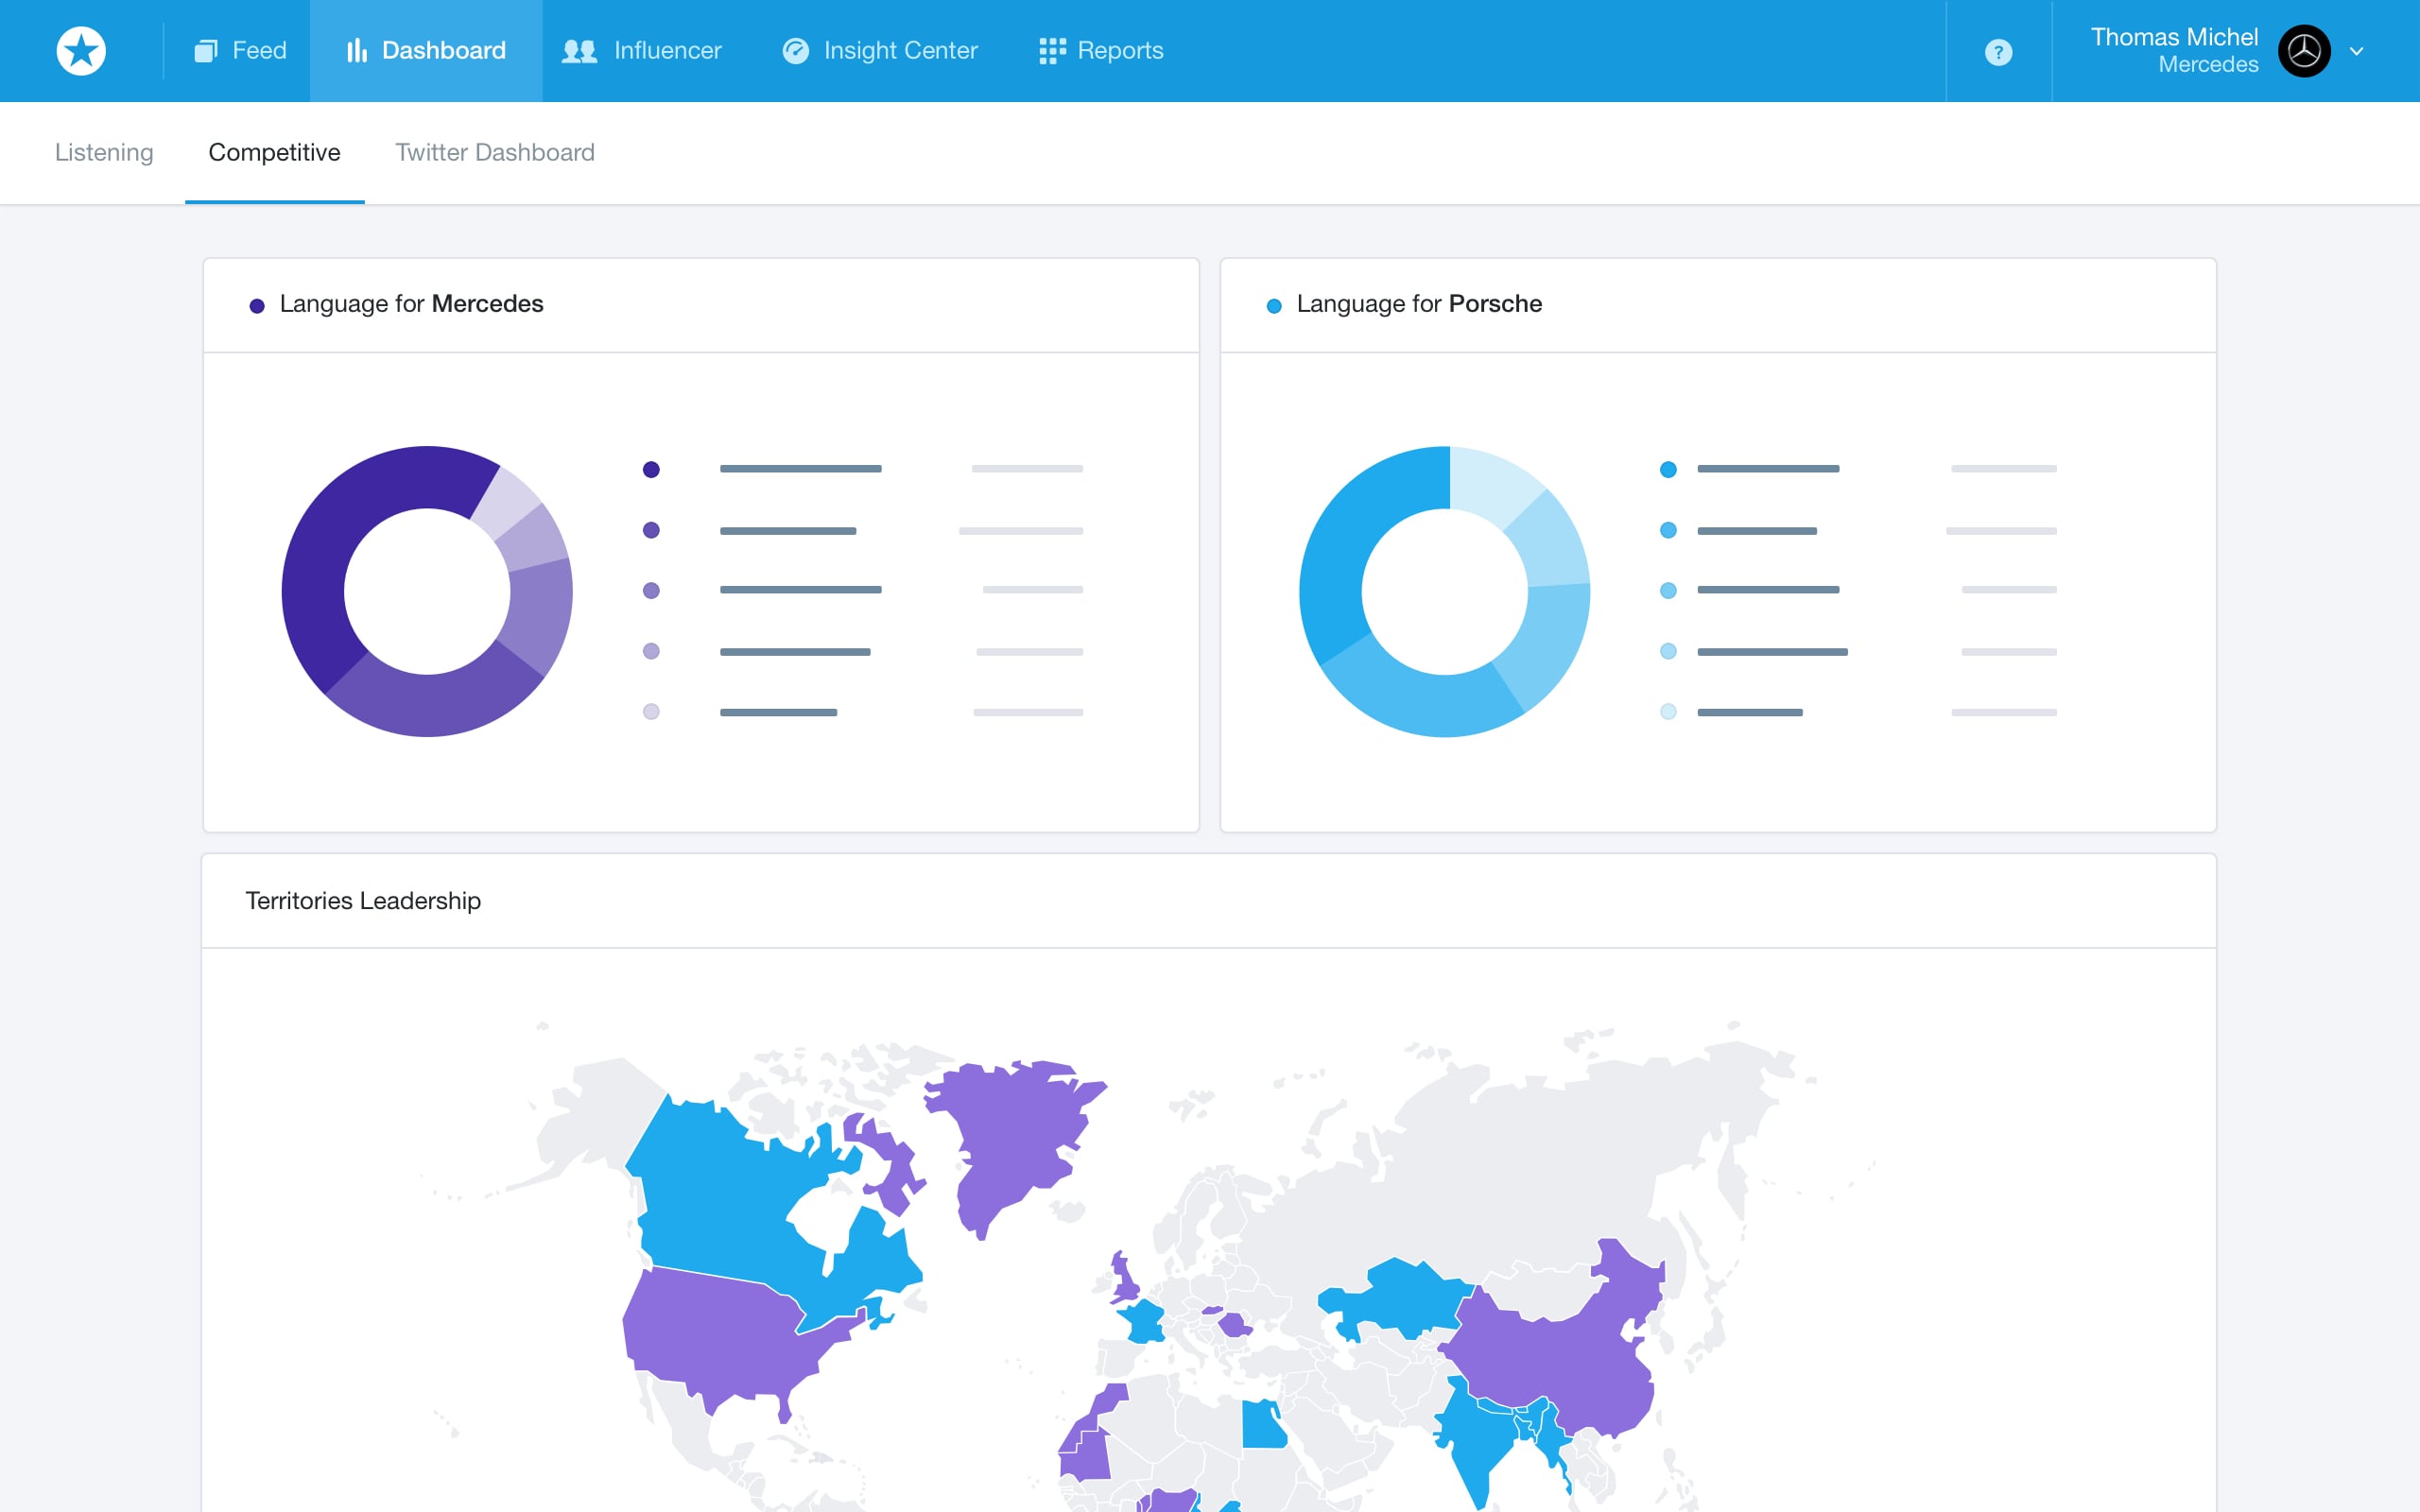 Feed
Dashboard
Influencer
Insight Center
Reports
?
Thomas Michel
Mercedes
Listening
Competitive
Twitter Dashboard
Language for Mercedes
Language for Porsche
Territories Leadership